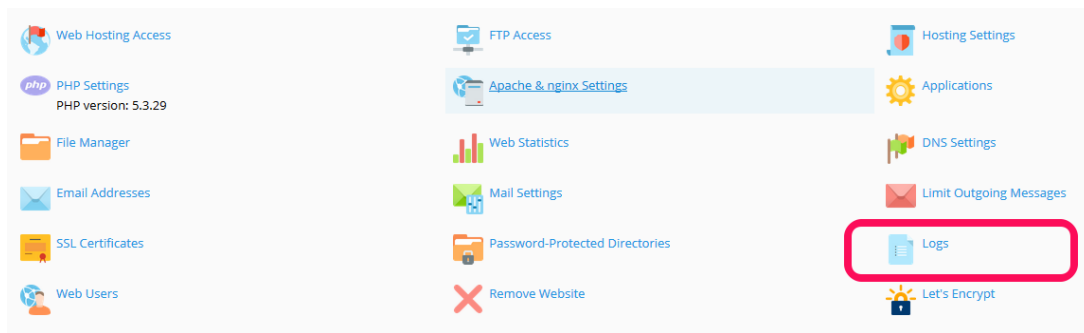 Web Hosting Access
FTP Access
Hosting Settings
php
PHP Settings
PHP version: 5.3.29
Apache & nginx Settings
Applications
File Manager
Web Statistics
DNS Settings
Email Addresses
Mail Settings
Limit Outgoing Messages
SSL Certificates
Password-Protected Directories
Logs
Web Users
Remove Website
Let's Encrypt